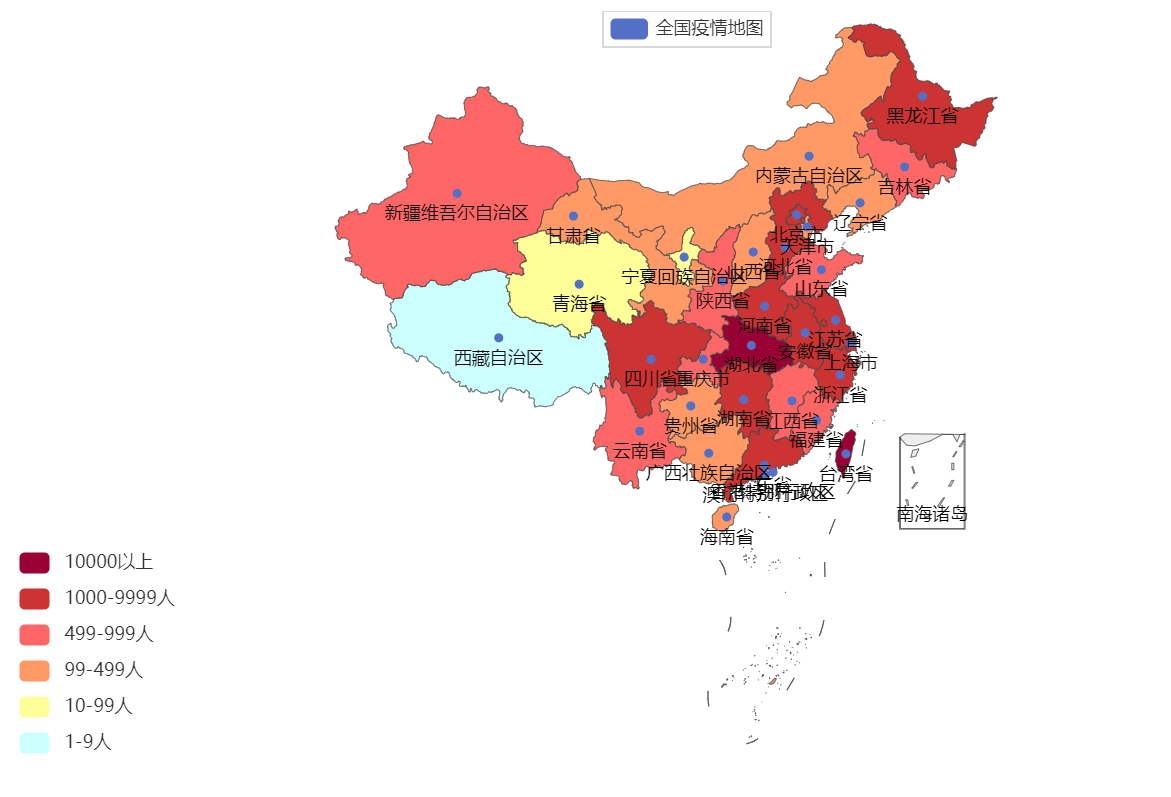 全国疫情地图
黑龙江省
内蒙古自治区
吉林省
新疆维吾尔自治区
辽宁省
甘肃省
北京市
天津市
河北省
山西省
宁夏回族自治区
山东省
陕西省
青海省
河南省
江苏省
安徽省
西藏自治区
上海市
湖北省
四川省
重庆市
浙江省
湖南省
江西省
贵州省
福建省
云南省
台湾省
广西壮族自治区
澳门特别行政区
南海诸岛
海南省
10000以上
1000-9999人
499-999人
99-499人
10-99人
1-9人